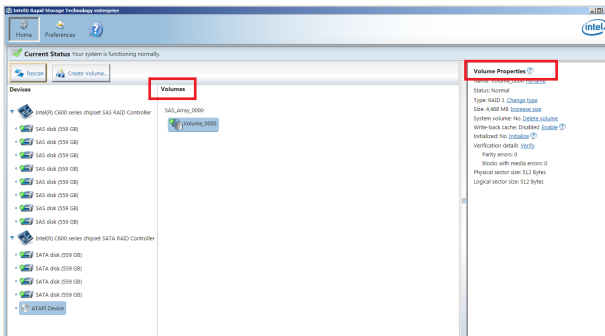 Intel® Rapid Storage Technology enterprise
Home
Preferences
intel
Current Status Your system is functioning normally.
Rescan
Create Volume...
Devices
Intel(R) C600 series chipset SAS RAID Controller
SAS disk (559 GB)
SAS disk (559 GB)
SAS disk (559 GB)
SAS disk (559 GB)
SAS disk (559 GB)
SAS disk (559 GB)
SAS disk (559 GB)
SAS disk (559 GB)
Intel(R) C600 series chipset SATA RAID Controller
SATA disk (559 GB)
SATA disk (559 GB)
SATA disk (559 GB)
SATA disk (559 GB)
ATAPI Device
Volumes
SAS_Array_0000
Volume_0000
Volume Properties
Name: Volume_0000 Rename
Status: Normal
Type: RAID 1 Change type
Size: 4,468 MB Increase size
System volume: No Delete volume
Write-back cache: Disabled Enable
Initialized: No Initialize
Verification details Verify
Parity errors: 0
Blocks with media errors: 0
Physical sector size: 512 Bytes
Logical sector size: 512 Bytes